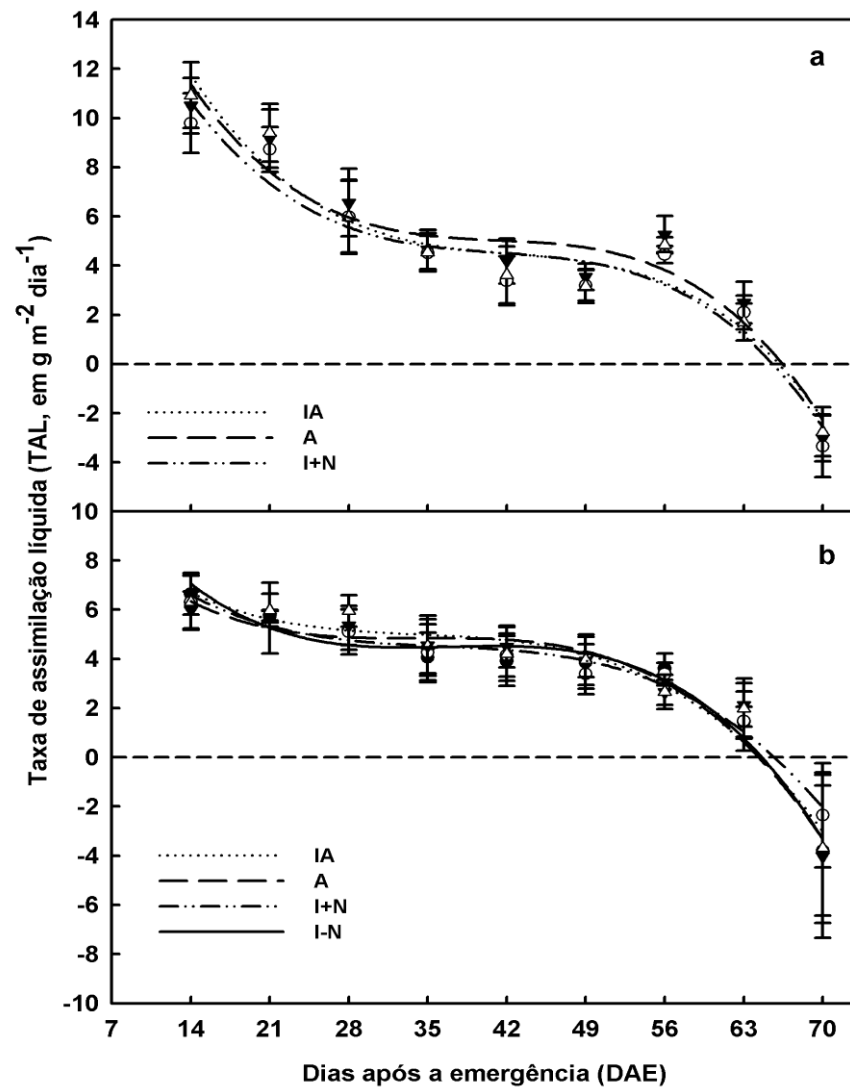 Taxa de assimilação líquida (TAL, em g m⁻² dia⁻¹)
14
12
10
8
6
4
2
0
-2
-4
a
IA
A
I+N
10
8
6
4
2
0
-2
-4
-6
-8
-10
b
IA
A
I+N
I-N
7 14 21 28 35 42 49 56 63 70
Dias após a emergência (DAE)